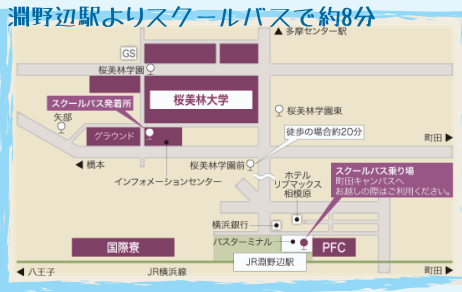 淵野辺駅よりスクールバスで約8分
▲多摩センター駅
GS
桜美林学園
スクールバス発着所
桜美林大学
矢部
桜美林学園東
グラウンド
徒歩の場合約20分
町田▶
◀橋本
桜美林学園前
インフォメーションセンター
ホテル
リブマックス
相模原
スクールバス乗り場
町田キャンパスへ
お越しの際はご利用ください。
横浜銀行
バスターミナル
国際寮
PFC
JR淵野辺駅
◀八王子
JR横浜線
町田▶